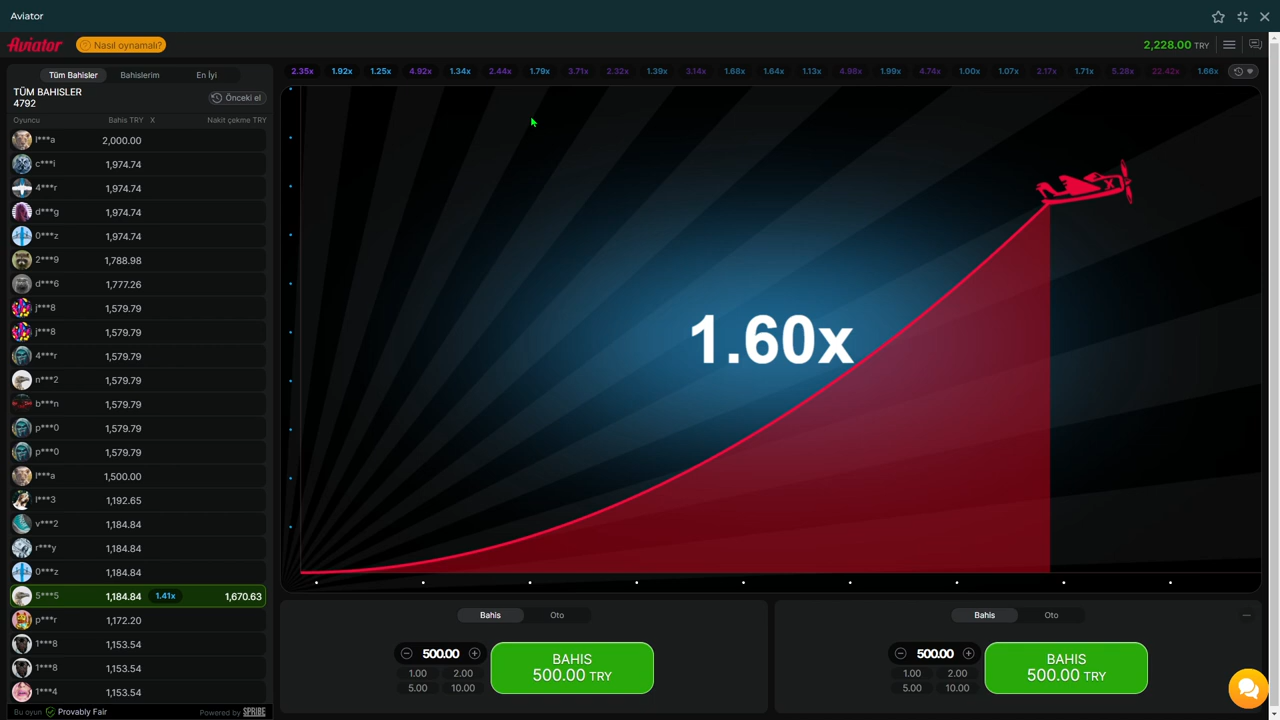 Aviator
Aviator
? Nasıl oynamalı?
2,228.00 TRY
Tüm Bahisler Bahislerim En İyi
TÜM BAHISLER
4792
Önceki el
Oyuncu Bahis TRY X Nakit çekme TRY
l***a 2,000.00
c***i 1,974.74
4***r 1,974.74
d***g 1,974.74
0***z 1,974.74
2***9 1,788.98
d***6 1,777.26
j***8 1,579.79
j***8 1,579.79
4***r 1,579.79
n***2 1,579.79
b***n 1,579.79
p***0 1,579.79
p***0 1,579.79
l***a 1,500.00
l***3 1,192.65
v***2 1,184.84
r***y 1,184.84
0***z 1,184.84
5***5 1,184.84 1.41x 1,670.63
p***r 1,172.20
1***8 1,153.54
1***8 1,153.54
1***4 1,153.54
Bu oyun Provably Fair Powered by SPRIBE
2.35x 1.92x 1.25x 4.92x 1.34x 2.44x 1.79x 3.71x 2.32x 1.39x 3.14x 1.68x 1.64x 1.13x 4.98x 1.99x 4.74x 1.00x 1.07x 2.17x 1.71x 5.28x 22.42x 1.66x
X
1.60x
Bahis Oto
500.00
1.00 2.00
5.00 10.00
BAHIS
500.00 TRY
Bahis Oto
500.00
1.00 2.00
5.00 10.00
BAHIS
500.00 TRY